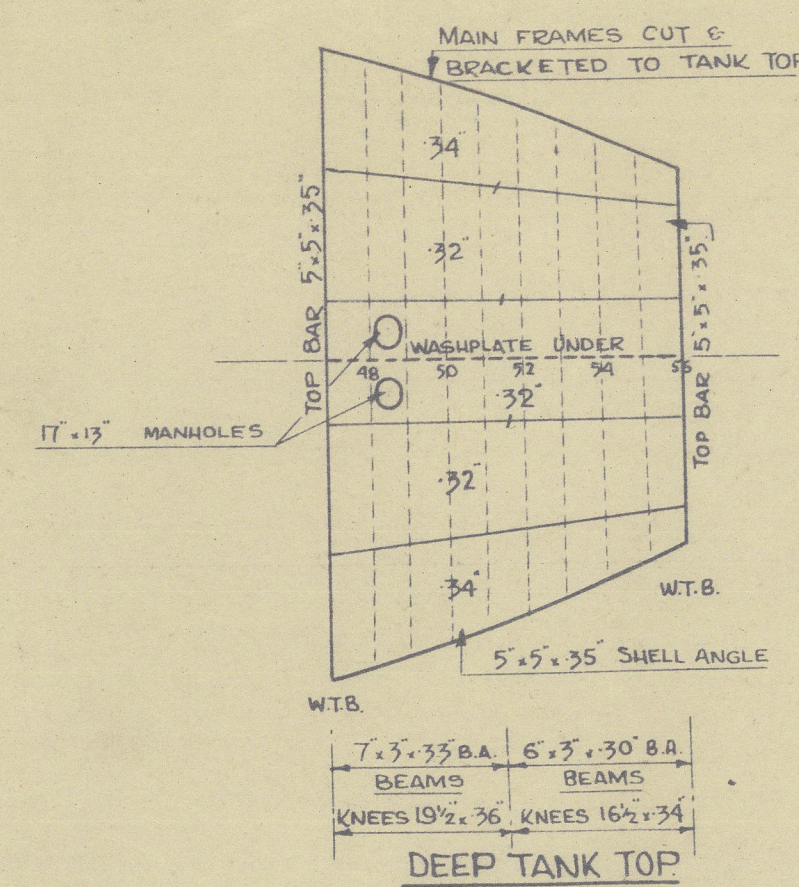 MAIN FRAMES CUT &
BRACKETED TO TANK TOP
.34"
TOP BAR 5"x5"x.35"
.32"
TOP BAR 5"x5"x.35"
WASHPLATE UNDER
48 50 52 54 56
.32"
17"x13" MANHOLES
.32"
.34"
W.T.B.
5"x5"x.35" SHELL ANGLE
W.T.B.
7"x3"x.33" B.A. 6"x3"x.30" B.A.
BEAMS BEAMS
KNEES 19½"x.36" KNEES 16½"x.34"
DEEP TANK TOP